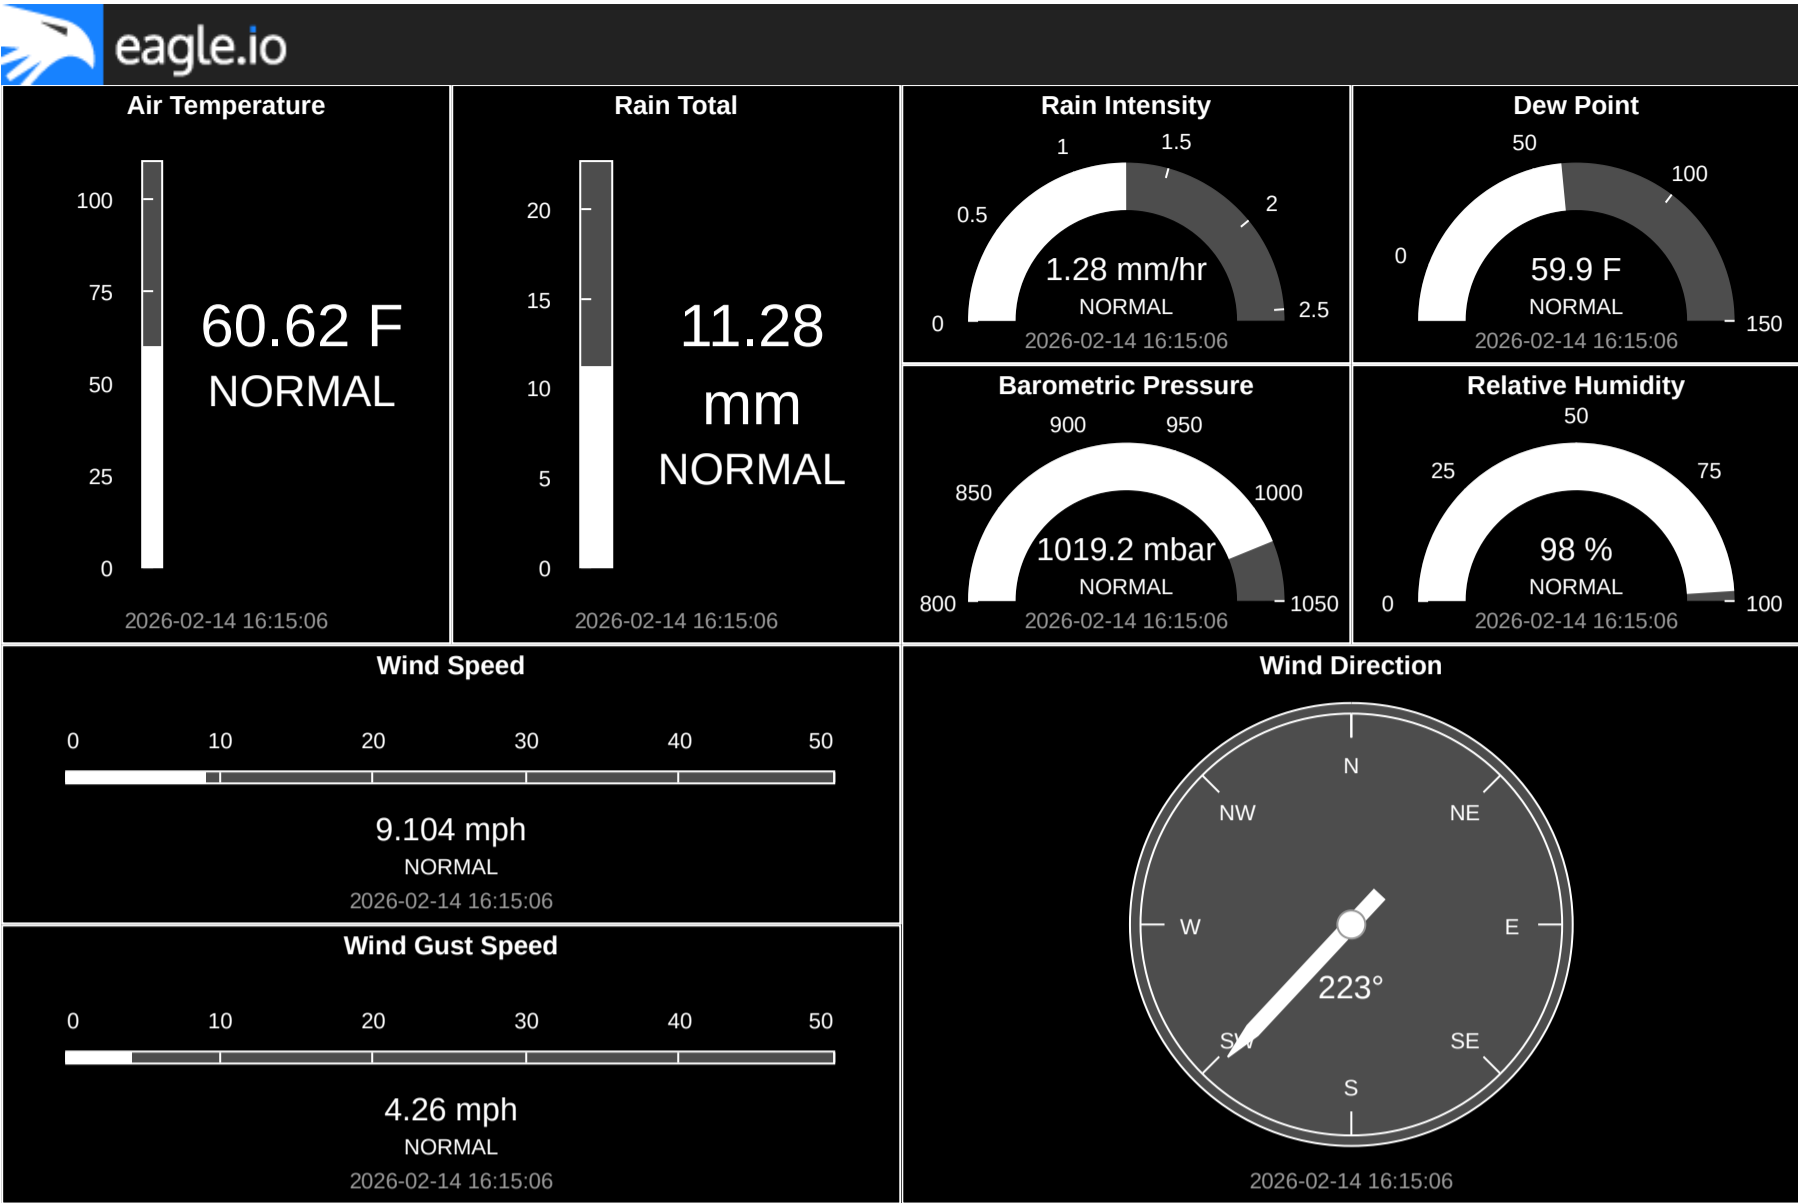 eagle.io
Air Temperature
100
75
50
25
0
60.62 F
NORMAL
2026-02-14 16:15:06
Rain Total
20
15
10
5
0
11.28
mm
NORMAL
2026-02-14 16:15:06
Rain Intensity
0
0.5
1
1.5
2
2.5
1.28 mm/hr
NORMAL
2026-02-14 16:15:06
Dew Point
0
50
100
150
59.9 F
NORMAL
2026-02-14 16:15:06
Barometric Pressure
800
850
900
950
1000
1050
1019.2 mbar
NORMAL
2026-02-14 16:15:06
Relative Humidity
0
25
50
75
100
98 %
NORMAL
2026-02-14 16:15:06
Wind Speed
0 10 20 30 40 50
9.104 mph
NORMAL
2026-02-14 16:15:06
Wind Gust Speed
0 10 20 30 40 50
4.26 mph
NORMAL
2026-02-14 16:15:06
Wind Direction
N
NW NE
W E
223°
SW SE
S
2026-02-14 16:15:06